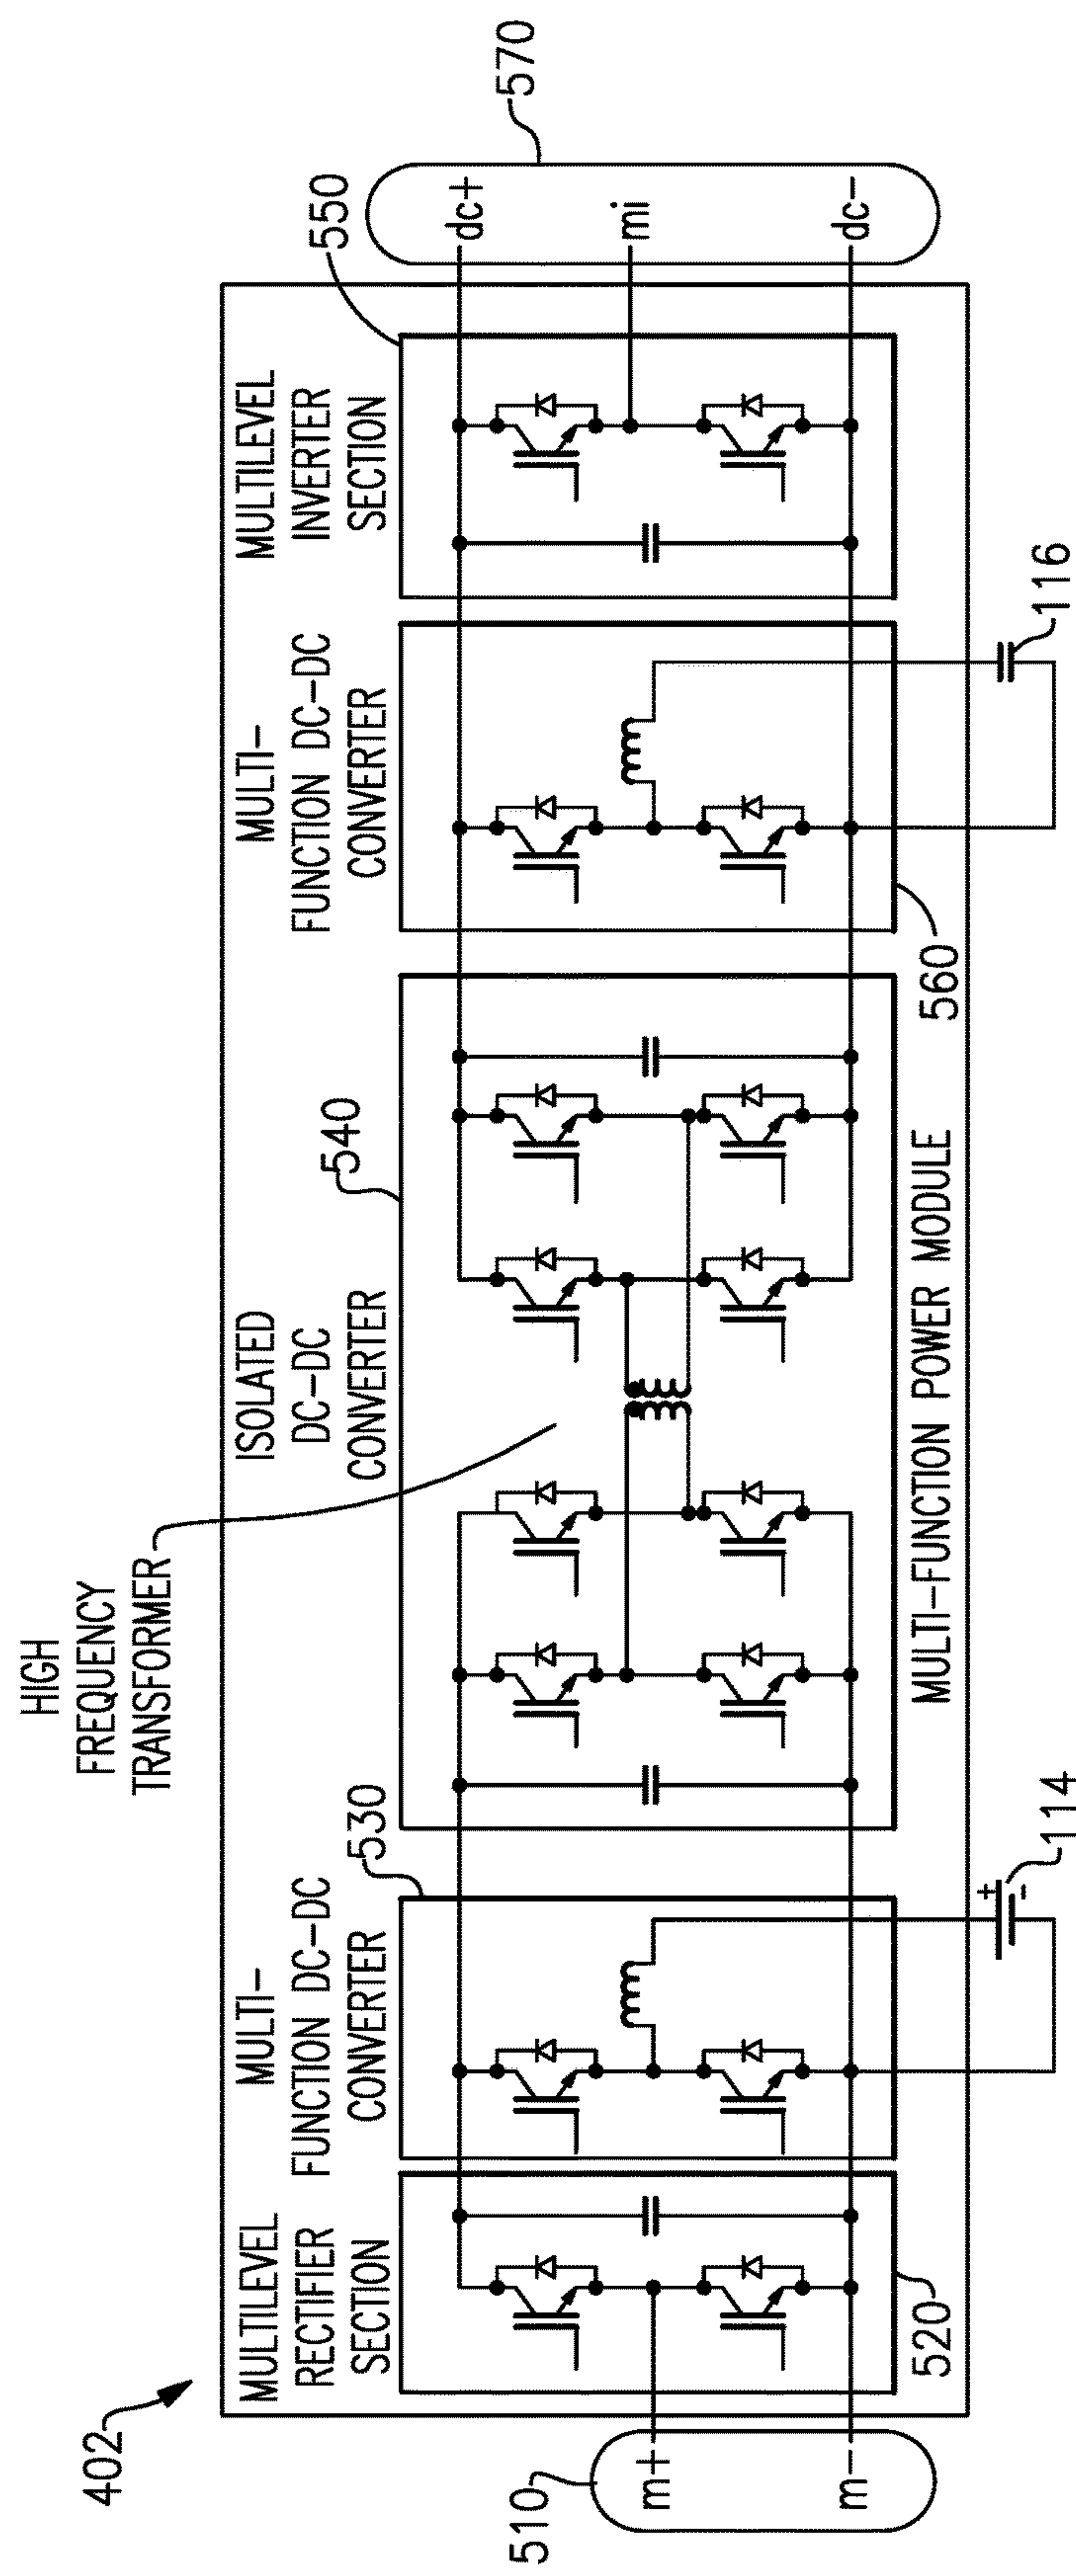 402
HIGH
FREQUENCY
TRANSFORMER
MULTILEVEL
RECTIFIER
SECTION
MULTI-
FUNCTION DC-DC
CONVERTER
530
ISOLATED
DC-DC
CONVERTER
540
MULTI-
FUNCTION DC-DC
CONVERTER
MULTILEVEL
INVERTER
SECTION
550
570
510
m+
m-
dc+
mi
dc-
520
MULTI-FUNCTION POWER MODULE
560
+
-
114
116